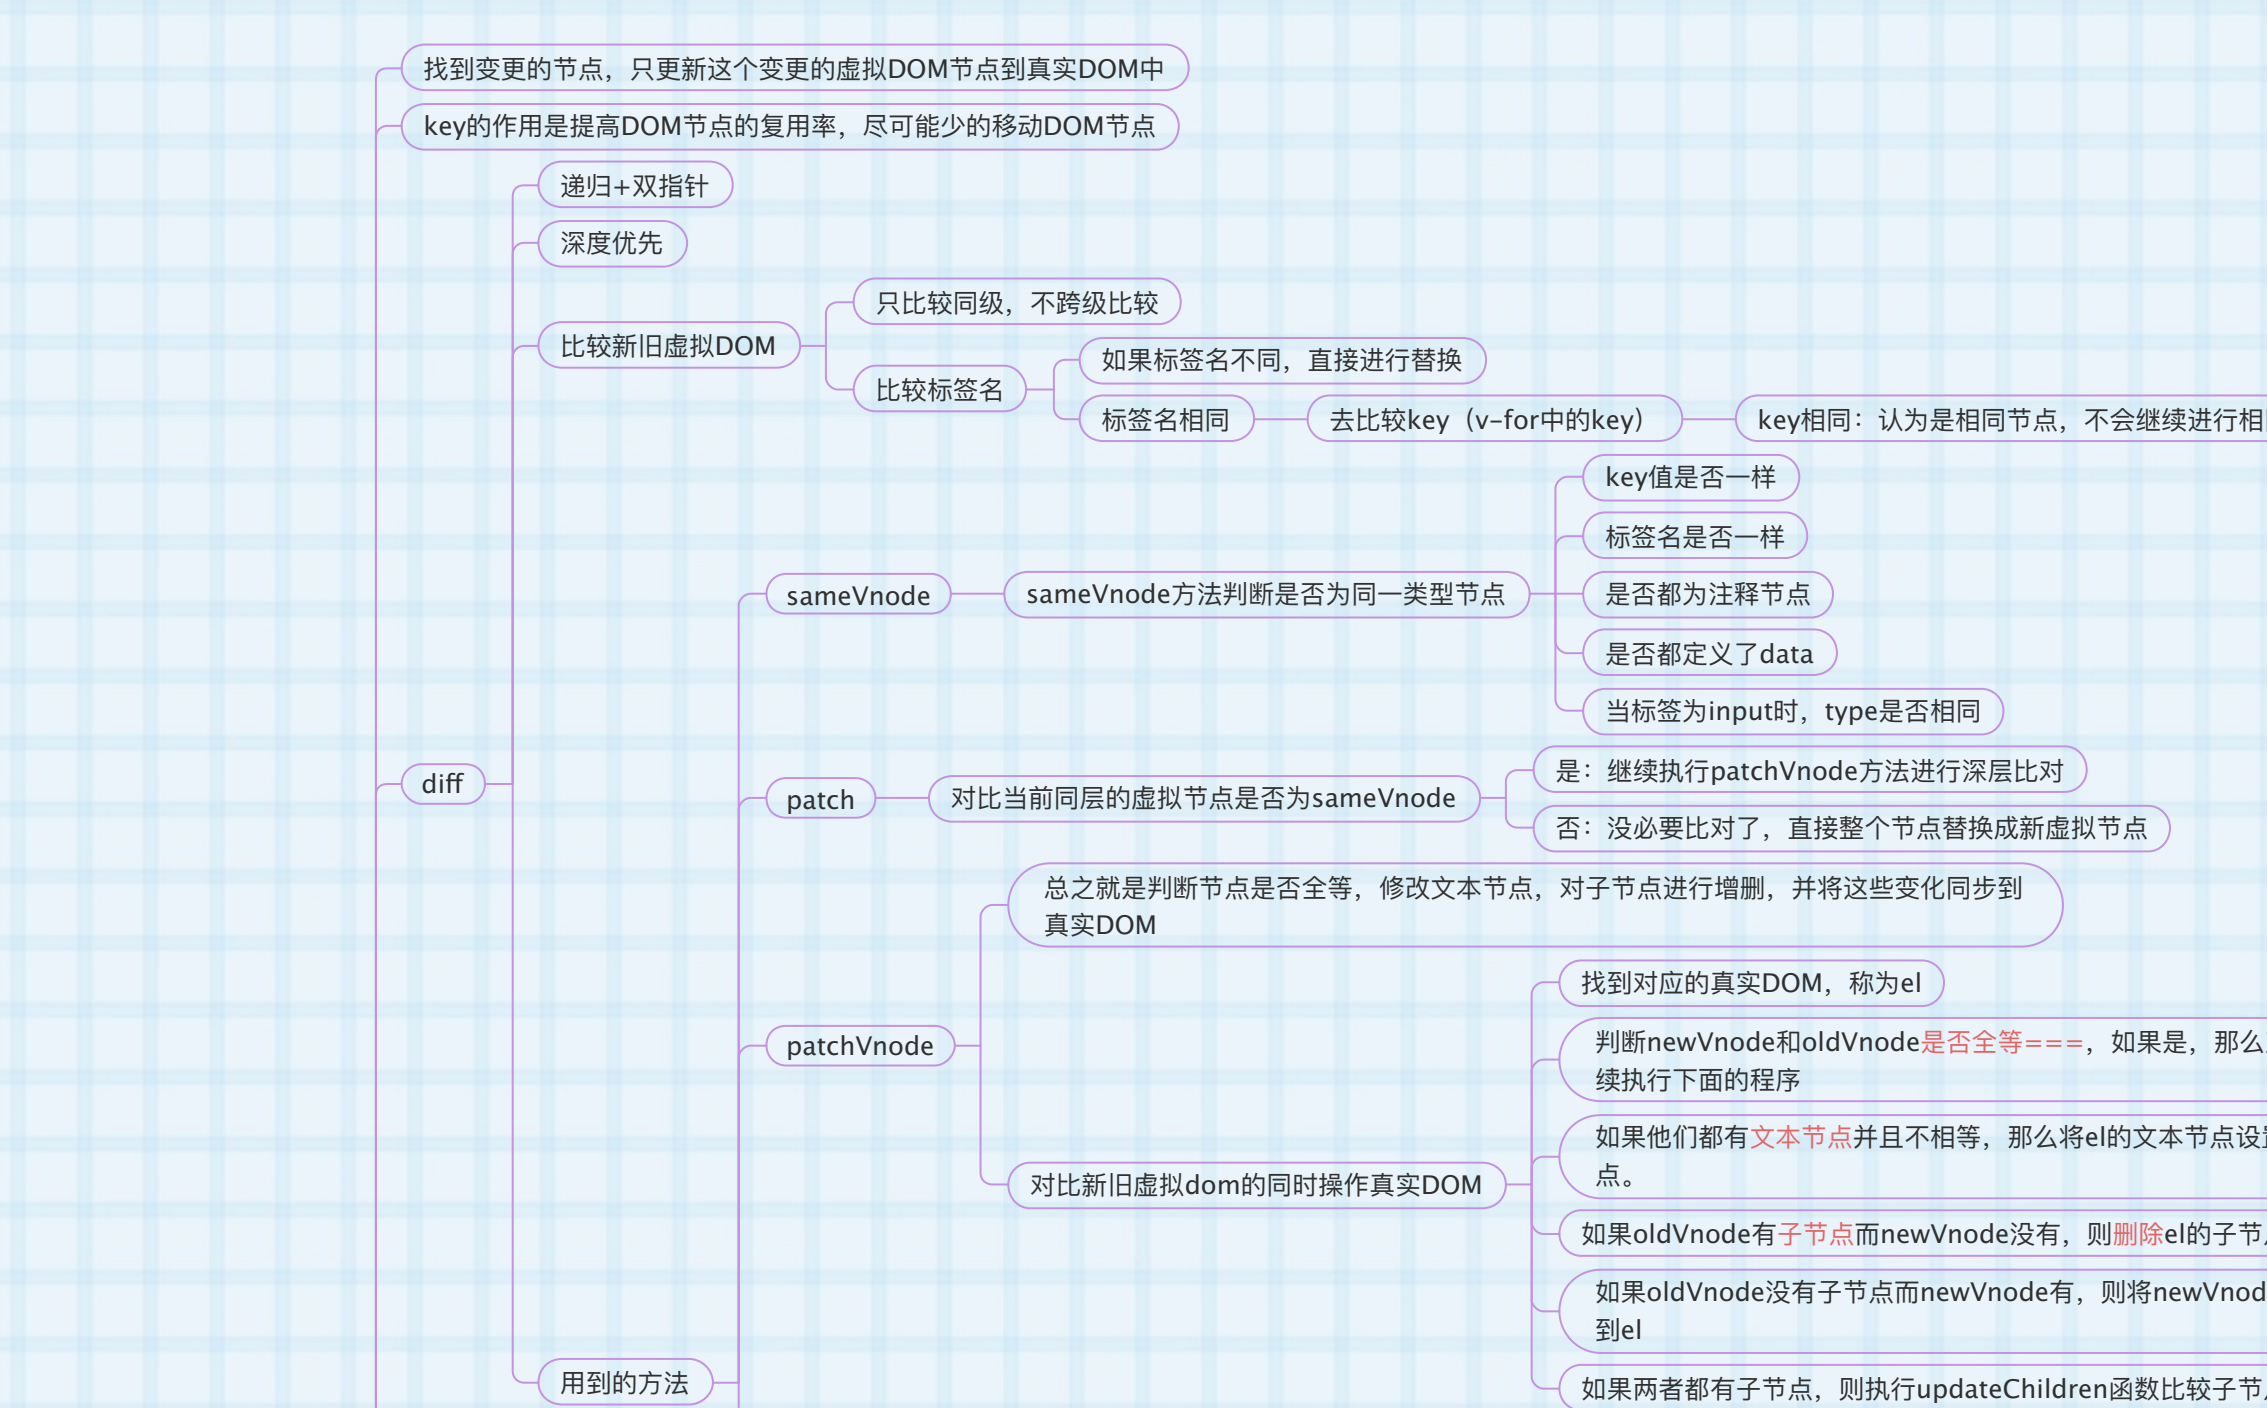 找到变更的节点，只更新这个变更的虚拟DOM节点到真实DOM中
key的作用是提高DOM节点的复用率，尽可能少的移动DOM节点
递归+双指针
深度优先
只比较同级，不跨级比较
比较新旧虚拟DOM
如果标签名不同，直接进行替换
比较标签名
标签名相同
去比较key（v-for中的key）
key相同：认为是相同节点，不会继续进行相
key值是否一样
标签名是否一样
sameVnode
sameVnode方法判断是否为同一类型节点
是否都为注释节点
是否都定义了data
当标签为input时，type是否相同
是：继续执行patchVnode方法进行深层比对
diff
patch
对比当前同层的虚拟节点是否为sameVnode
否：没必要比对了，直接整个节点替换成新虚拟节点
总之就是判断节点是否全等，修改文本节点，对子节点进行增删，并将这些变化同步到
真实DOM
找到对应的真实DOM，称为el
patchVnode
判断newVnode和oldVnode是否全等===，如果是，那么
续执行下面的程序
如果他们都有文本节点并且不相等，那么将el的文本节点设
点。
对比新旧虚拟dom的同时操作真实DOM
如果oldVnode有子节点而newVnode没有，则删除el的子节
如果oldVnode没有子节点而newVnode有，则将newVnod
到el
用到的方法
如果两者都有子节点，则执行updateChildren函数比较子节